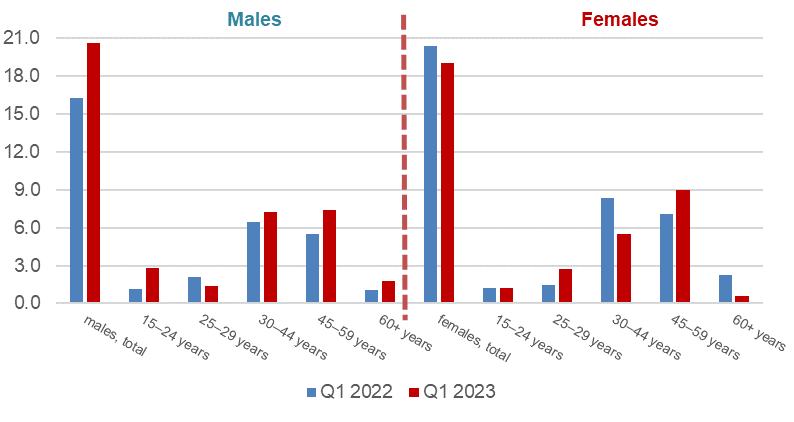 Males
Females
21.0
18.0
15.0
12.0
9.0
6.0
3.0
0.0
males, total
15–24 years
25–29 years
30–44 years
45–59 years
60+ years
females, total
15–24 years
25–29 years
30–44 years
45–59 years
60+ years
Q1 2022
Q1 2023